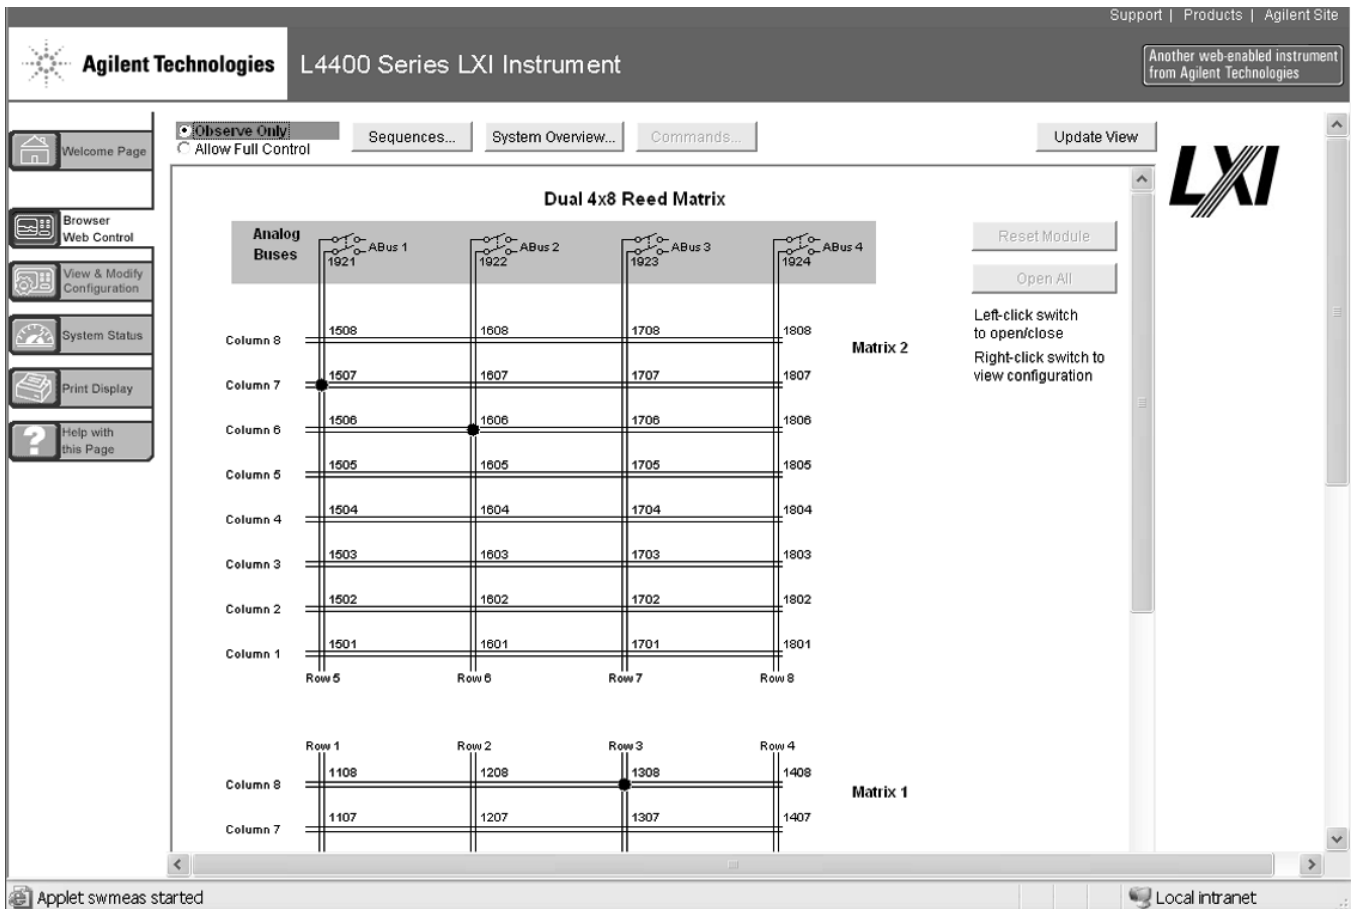 Support | Products | Agilent Site
Agilent Technologies
L4400 Series LXI Instrument
Another web-enabled instrument
from Agilent Technologies
Welcome Page
Browser
Web Control
View & Modify
Configuration
System Status
Print Display
Help with
this Page
Observe Only
Allow Full Control
Sequences...
System Overview...
Commands...
Update View
LXI
Dual 4x8 Reed Matrix
Analog
Buses
ABus 1
ABus 2
ABus 3
ABus 4
1921 1922 1923 1924
Reset Module
Open All
Left-click switch
to open/close
Right-click switch to
view configuration
Matrix 2
Column 8 1508 1608 1708 1808
Column 7 1507 1607 1707 1807
Column 6 1506 1606 1706 1806
Column 5 1505 1605 1705 1805
Column 4 1504 1604 1704 1804
Column 3 1503 1603 1703 1803
Column 2 1502 1602 1702 1802
Column 1 1501 1601 1701 1801
Row 5 Row 6 Row 7 Row 8
Row 1 Row 2 Row 3 Row 4
Column 8 1108 1208 1308 1408
Matrix 1
Column 7 1107 1207 1307 1407
Applet swmeas started
Local intranet